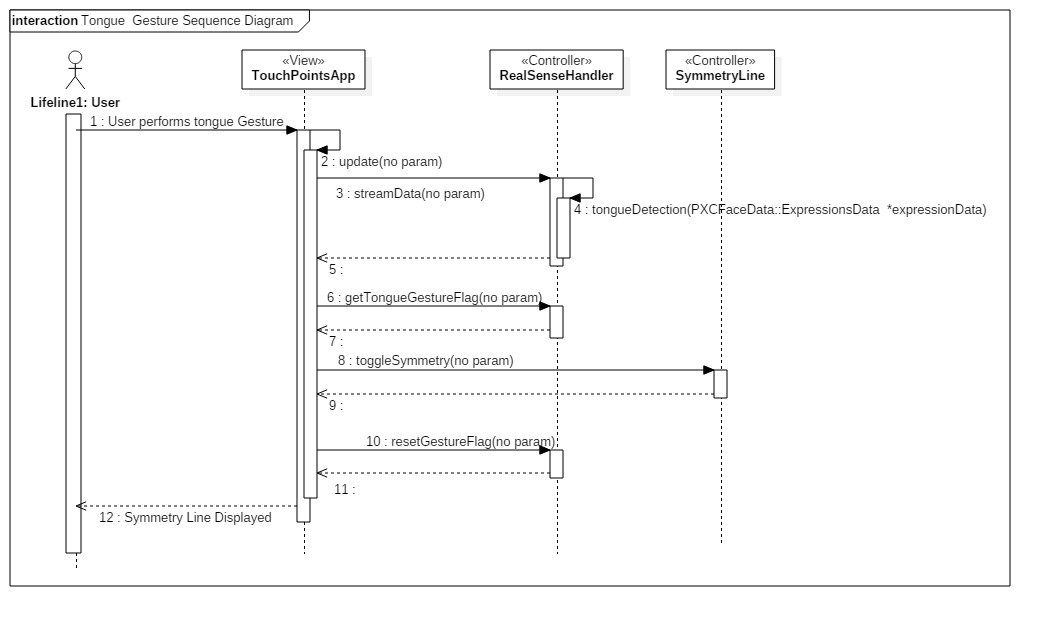 interaction Tongue  Gesture Sequence Diagram
«View»
TouchPointsApp
«Controller»
RealSenseHandler
«Controller»
SymmetryLine
Lifeline1: User
1 : User performs tongue Gesture
2 : update(no param)
3 : streamData(no param)
4 : tongueDetection(PXCFaceData::ExpressionsData  *expressionData)
5 :
6 : getTongueGestureFlag(no param)
7 :
8 : toggleSymmetry(no param)
9 :
10 : resetGestureFlag(no param)
11 :
12 : Symmetry Line Displayed